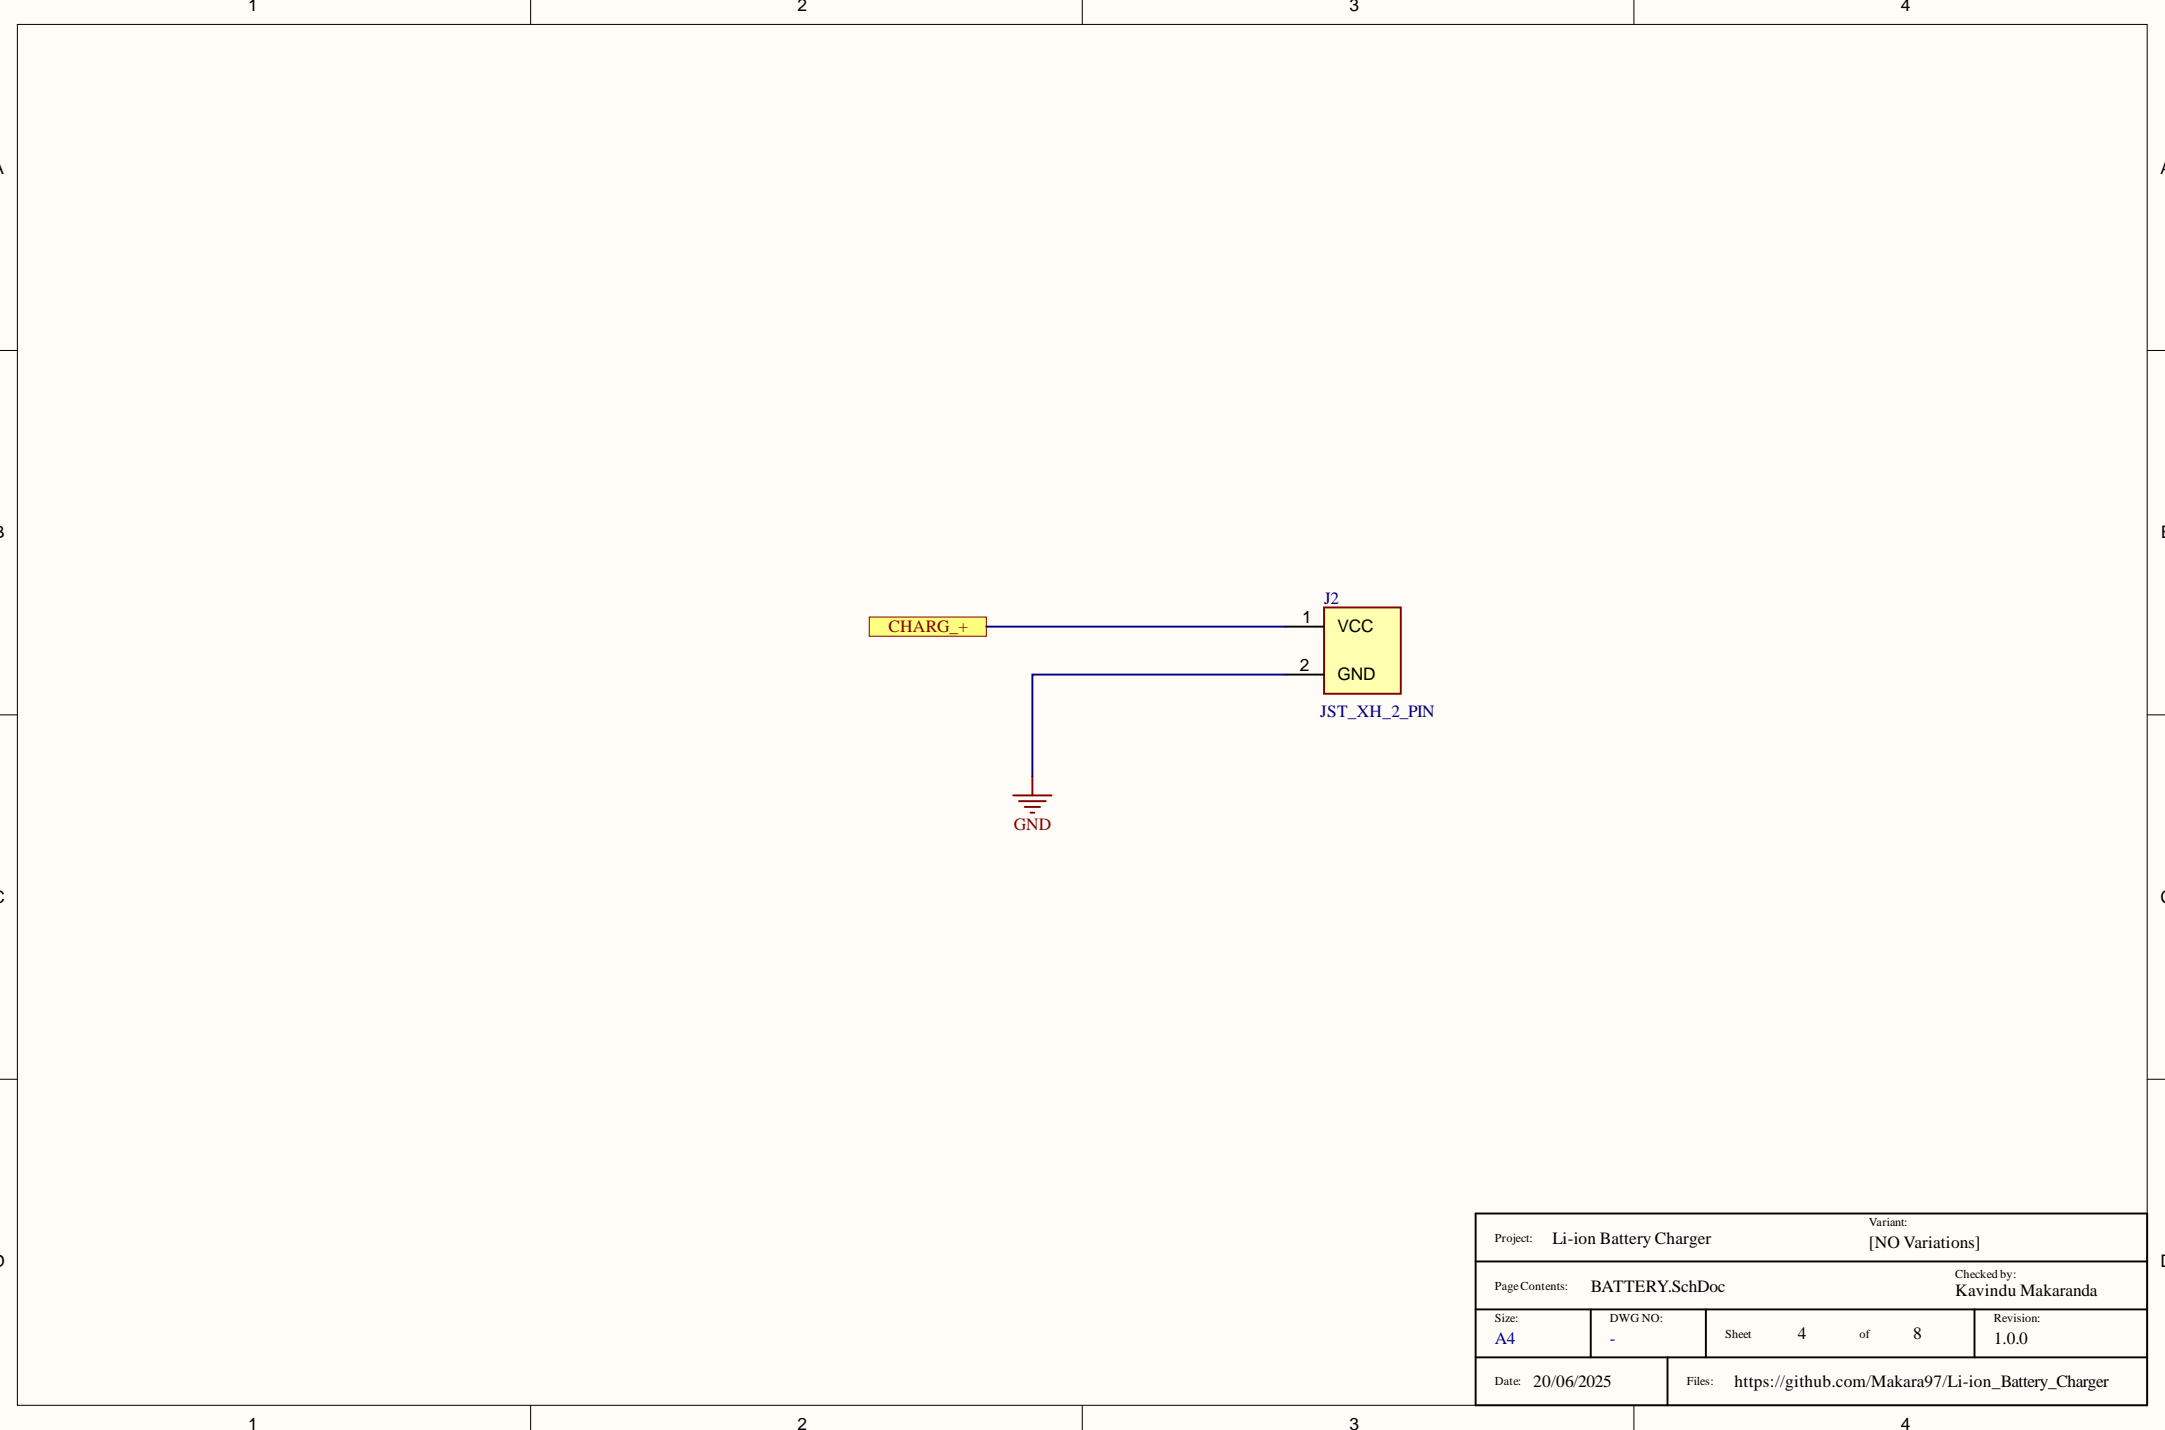 1 2 3 4
A A
B
J2
1 VCC
CHARG_+
2 GND
JST_XH_2_PIN
GND
C
D
Project: Li-ion Battery Charger Variant:
[NO Variations]
Page Contents: BATTERY.SchDoc Checked by:
Kavindu Makaranda
Size: DWG NO: Revision:
A4 - Sheet 4 of 8 1.0.0
Date: 20/06/2025 Files: https://github.com/Makara97/Li-ion_Battery_Charger
1 2 3 4